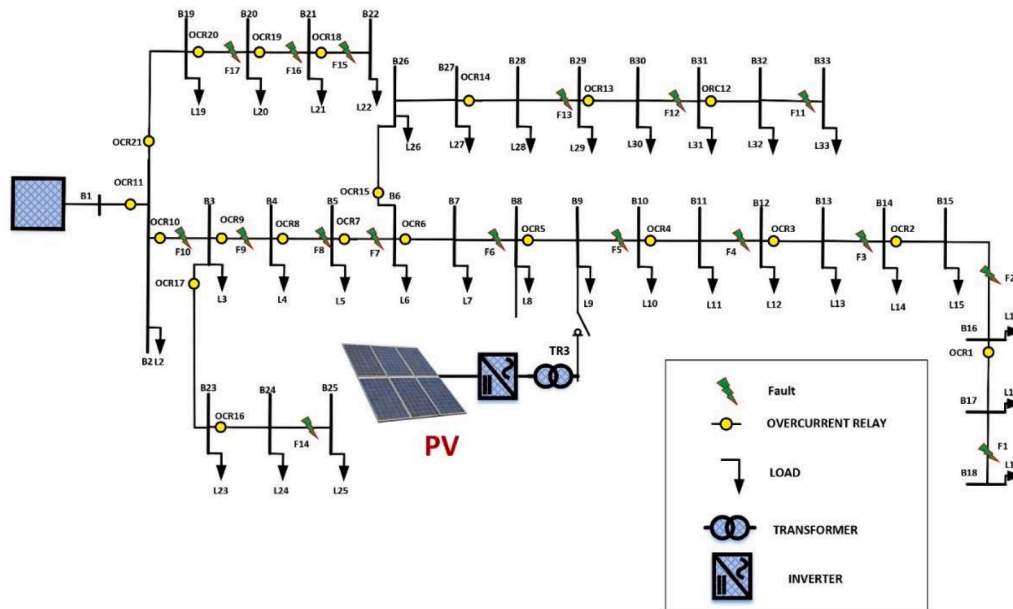 B19 B20 B21 B22
OCR20 OCR19 OCR18
F17 F16 F15
L19 L20 L21 L22
B26 B27 B28 B29 B30 B31 B32 B33
OCR14 OCR13 ORC12
F13 F12 F11
L26 L27 L28 L29 L30 L31 L32 L33
OCR21
OCR15
B1 OCR11
B3 B4 B5 B6 B7 B8 B9 B10 B11 B12 B13 B14 B15
OCR10 OCR9 OCR8 OCR7 OCR6 OCR5 OCR4 OCR3 OCR2
F10 F9 F8 F7 F6 F5 F4 F3
OCR17
L3 L4 L5 L6 L7 L8 L9 L10 L11 L12 L13 L14 L15
F2
B2 L2
TR3
B16 L1
OCR1
B23 B24 B25
OCR16
F14
L23 L24 L25
PV
B17 L1
F1
B18 L1
Fault
OVERCURRENT RELAY
LOAD
TRANSFORMER
INVERTER